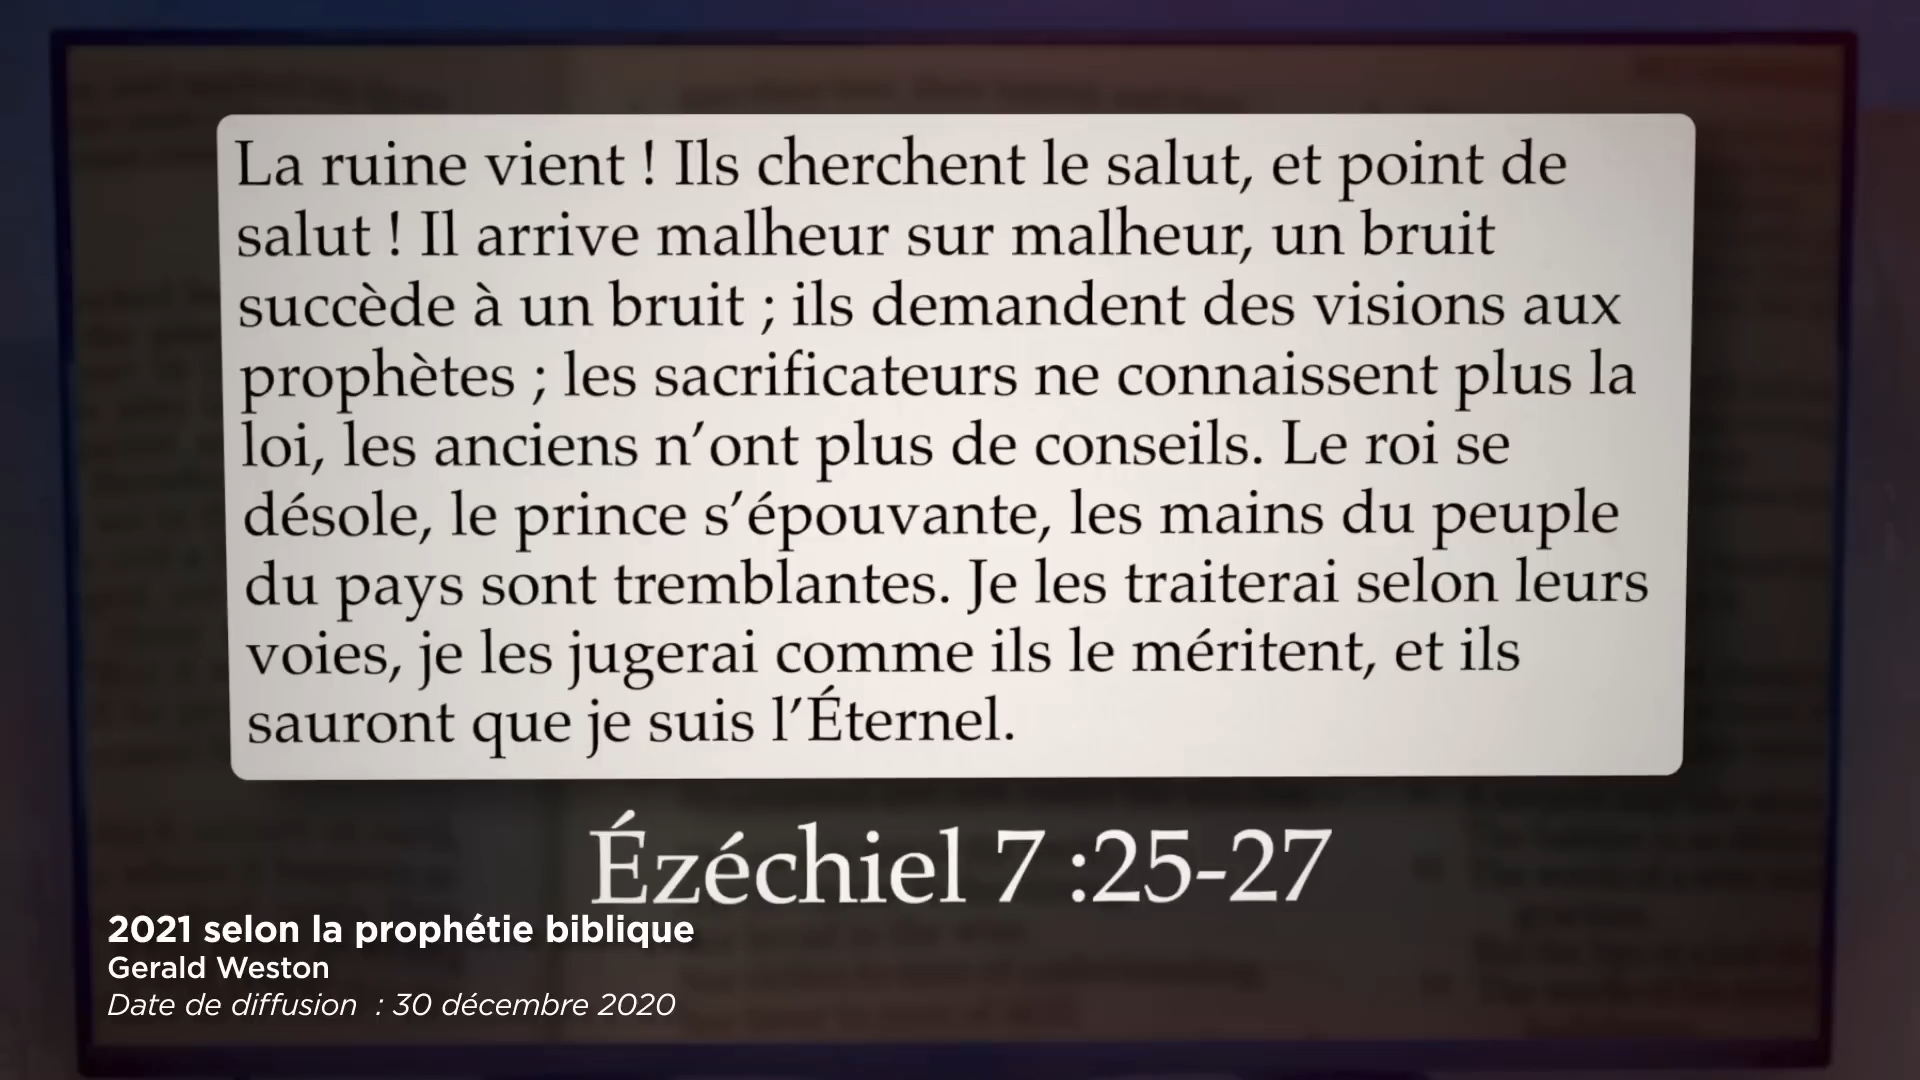 La ruine vient ! Ils cherchent le salut, et point de
salut ! Il arrive malheur sur malheur, un bruit
succède à un bruit ; ils demandent des visions aux
prophètes ; les sacrificateurs ne connaissent plus la
loi, les anciens n’ont plus de conseils. Le roi se
désole, le prince s’épouvante, les mains du peuple
du pays sont tremblantes. Je les traiterai selon leurs
voies, je les jugerai comme ils le méritent, et ils
sauront que je suis l’Éternel.
Ézéchiel 7 :25-27
2021 selon la prophétie biblique
Gerald Weston
Date de diffusion : 30 décembre 2020